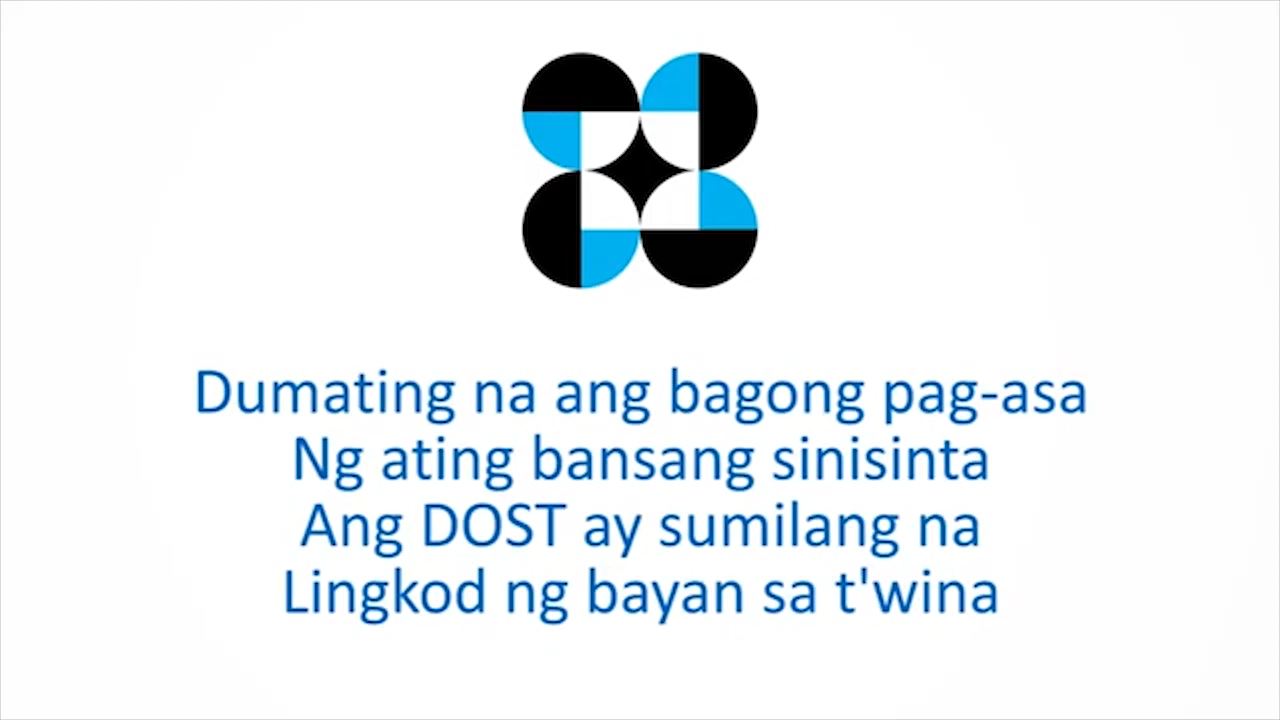 Dumating na ang bagong pag-asa
Ng ating bansang sinisinta
Ang DOST ay sumilang na
Lingkod ng bayan sa t'wina